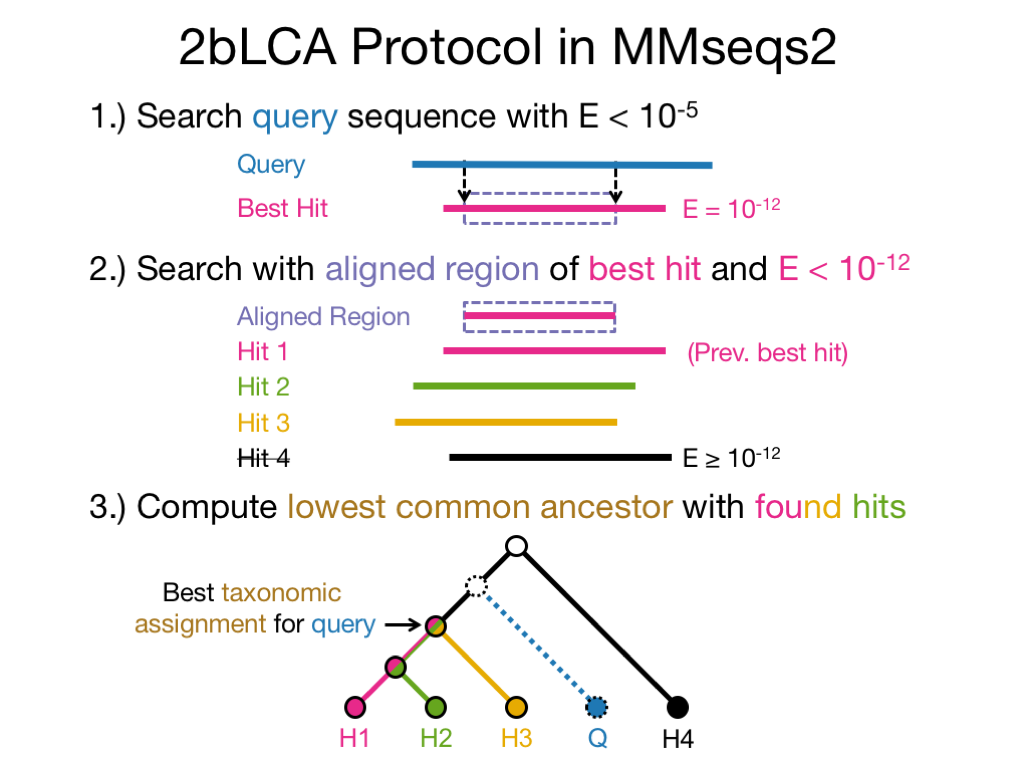 2bLCA Protocol in MMseqs2
1.) Search query sequence with E < 10⁻⁵
Query
Best Hit E = 10⁻¹²
2.) Search with aligned region of best hit and E < 10⁻¹²
Aligned Region
Hit 1 (Prev. best hit)
Hit 2
Hit 3
Hit 4 E ≥ 10⁻¹²
3.) Compute lowest common ancestor with found hits
Best taxonomic
assignment for query
H1 H2 H3 Q H4